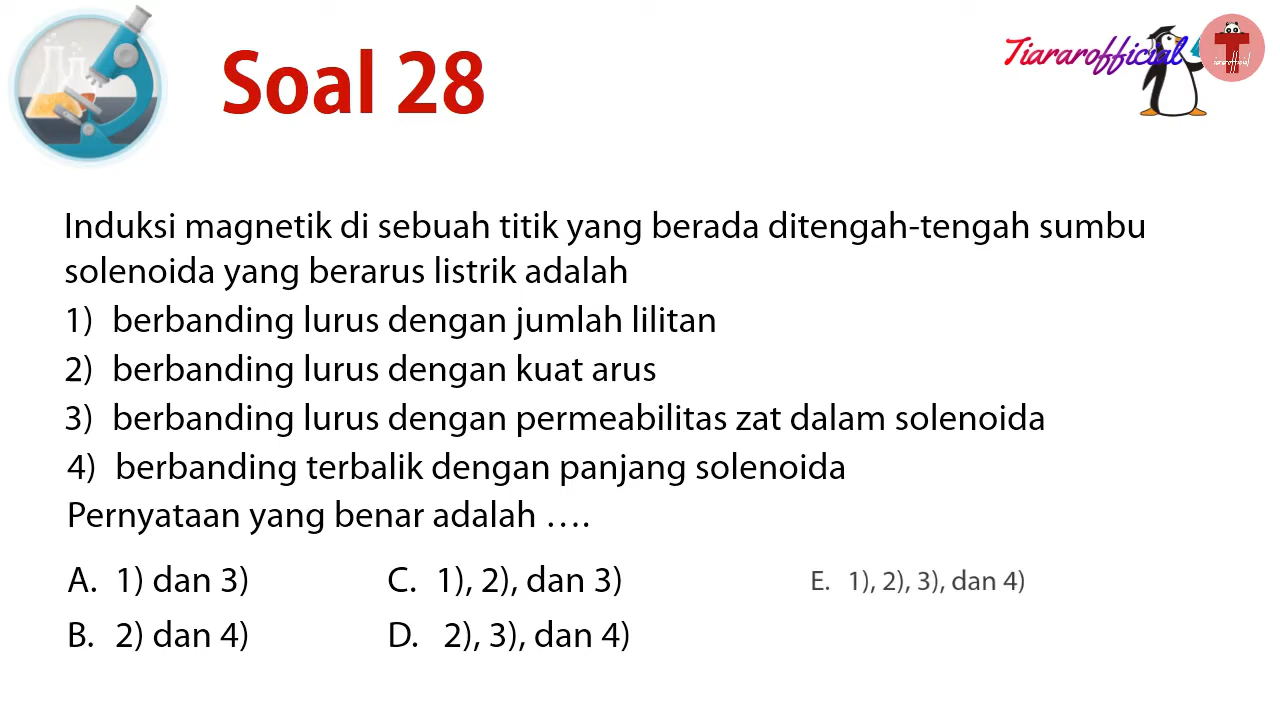 Soal 28
Tiararofficial
T
tiararofficial
Induksi magnetik di sebuah titik yang berada ditengah-tengah sumbu
solenoida yang berarus listrik adalah
1) berbanding lurus dengan jumlah lilitan
2) berbanding lurus dengan kuat arus
3) berbanding lurus dengan permeabilitas zat dalam solenoida
4) berbanding terbalik dengan panjang solenoida
Pernyataan yang benar adalah ….
A. 1) dan 3) C. 1), 2), dan 3) E. 1), 2), 3), dan 4)
B. 2) dan 4) D. 2), 3), dan 4)